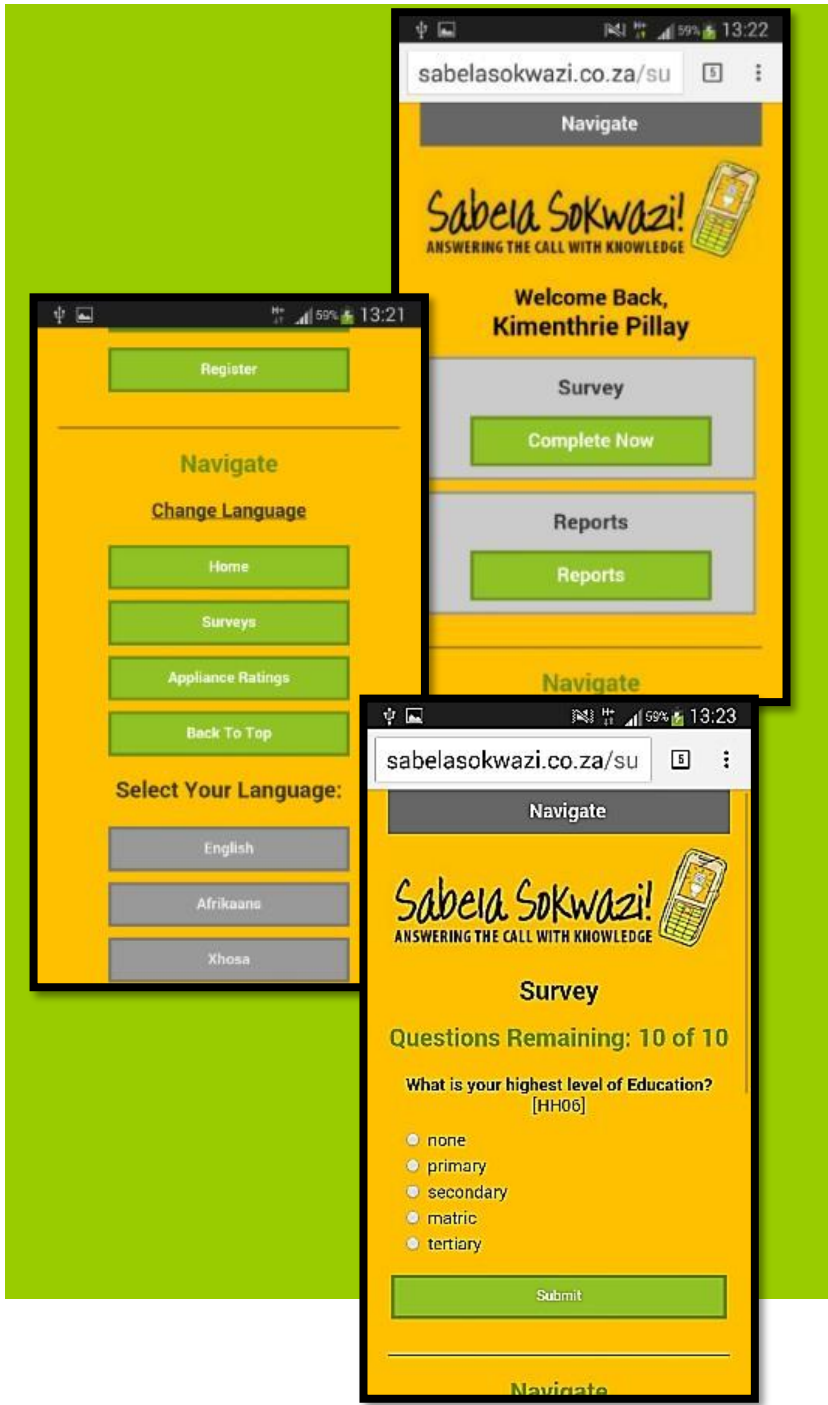 59% 13:22
sabelasokwazi.co.za/su 5
Navigate
Sabela Sokwazi!
ANSWERING THE CALL WITH KNOWLEDGE
Welcome Back,
Kimenthrie Pillay
Survey
Complete Now
Reports
Reports
Navigate
H+ 59% 13:21
Register
Navigate
Change Language
Home
Surveys
Appliance Ratings
Back To Top
Select Your Language:
English
Afrikaans
Xhosa
H+ 59% 13:23
sabelasokwazi.co.za/su 5
Navigate
Sabela Sokwazi!
ANSWERING THE CALL WITH KNOWLEDGE
Survey
Questions Remaining: 10 of 10
What is your highest level of Education?
[HH06]
none
primary
secondary
matric
tertiary
Submit
Navigate